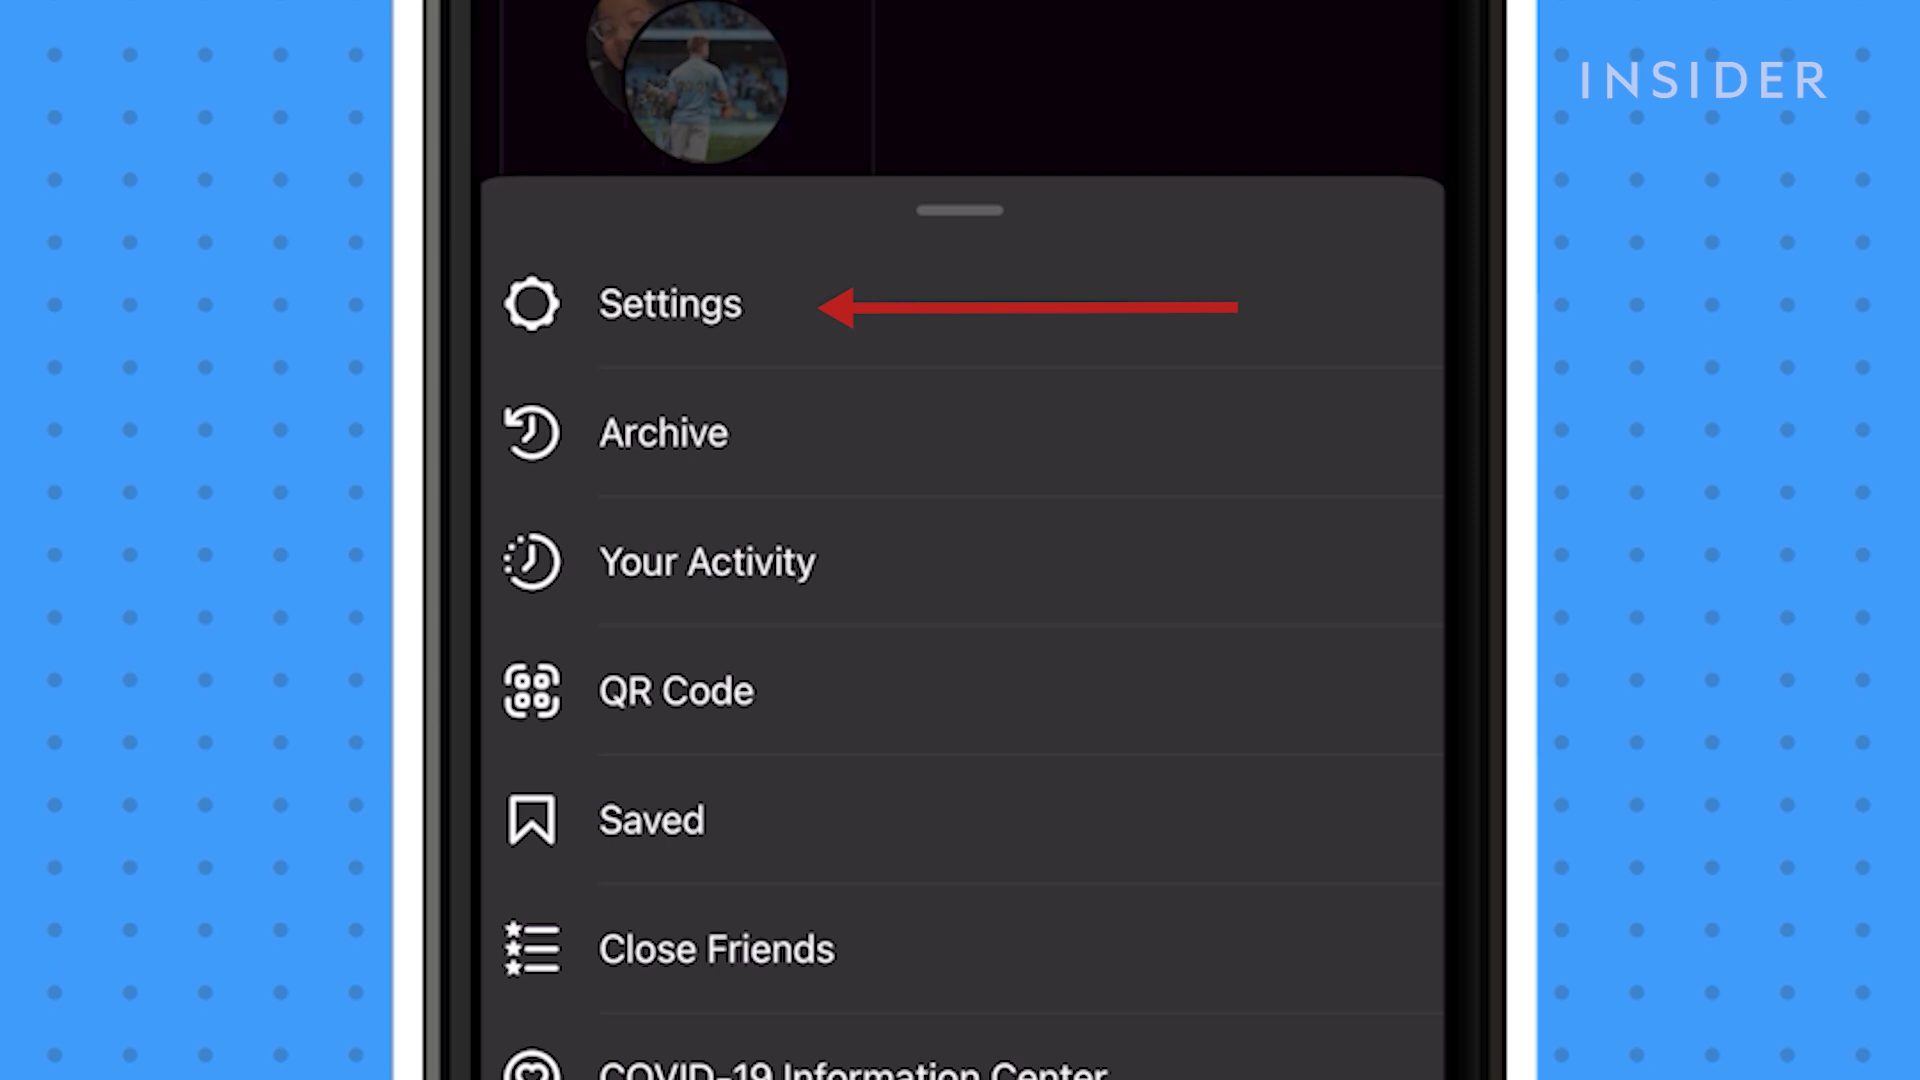 INSIDER
Settings
Archive
Your Activity
QR Code
Saved
Close Friends
COVID-19 Information Center